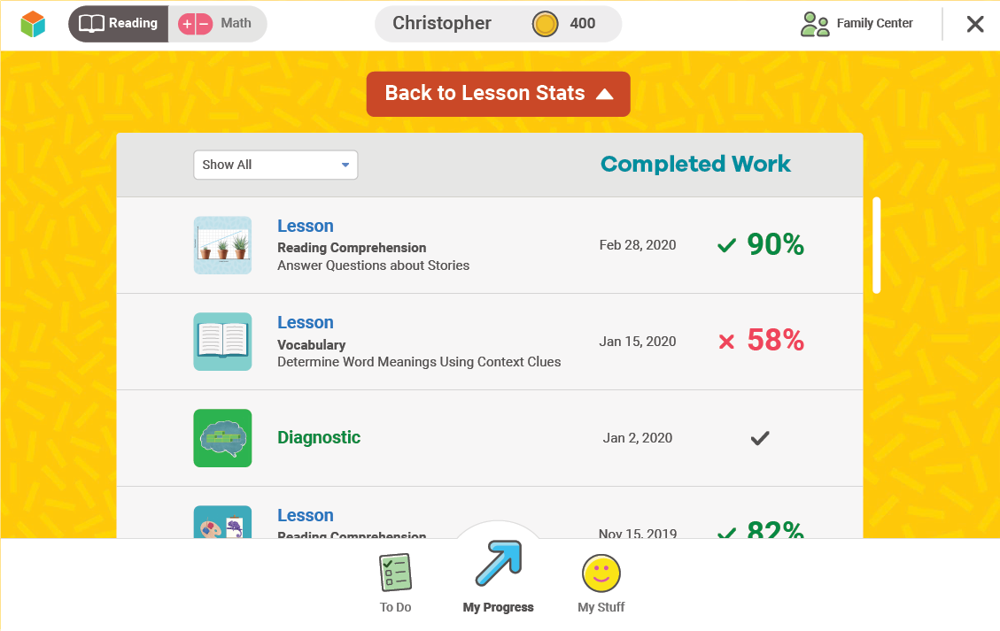 Reading
Math
Christopher
400
Family Center
Back to Lesson Stats
Show All
Completed Work
Lesson
Reading Comprehension
Answer Questions about Stories
Feb 28, 2020
90%
Lesson
Vocabulary
Determine Word Meanings Using Context Clues
Jan 15, 2020
58%
Diagnostic
Jan 2, 2020
Lesson
Reading Comprehension
Nov 15, 2019
82%
To Do
My Progress
My Stuff